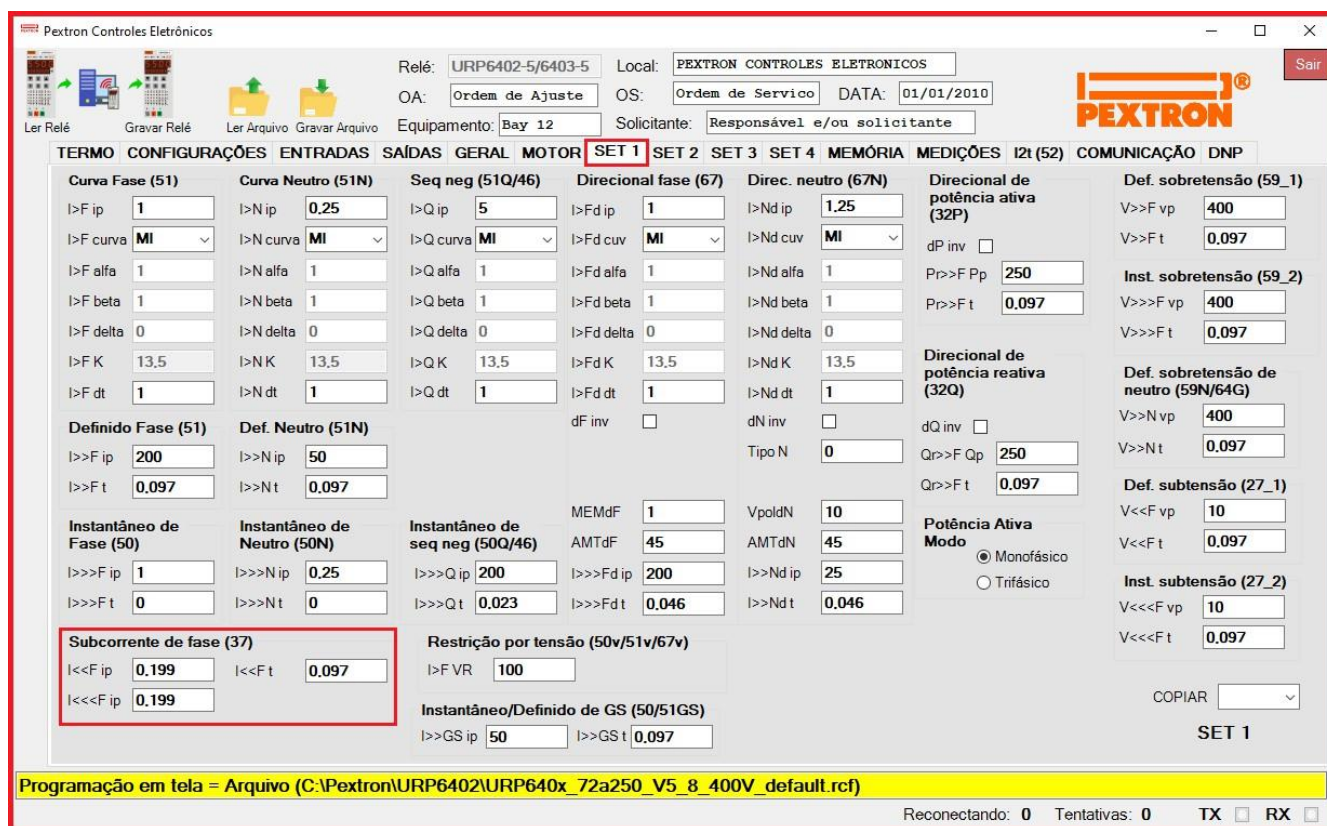 Pextron Controles Eletrônicos
Ler Relé
Gravar Relé
Ler Arquivo
Gravar Arquivo
Relé: URP6402-5/6403-5 Local: PEXTRON CONTROLES ELETRONICOS
OA: Ordem de Ajuste OS: Ordem de Servico DATA: 01/01/2010
Equipamento: Bay 12 Solicitante: Responsável e/ou solicitante
PEXTRON ®
Sair
TERMO CONFIGURAÇÕES ENTRADAS SAÍDAS GERAL MOTOR SET 1 SET 2 SET 3 SET 4 MEMÓRIA MEDIÇÕES I2t (52) COMUNICAÇÃO DNP
Curva Fase (51)
I>F ip 1
I>F curva MI
I>F alfa 1
I>F beta 1
I>F delta 0
I>F K 13,5
I>F dt 1
Definido Fase (51)
I>>F ip 200
I>>F t 0,097
Instantâneo de
Fase (50)
I>>>F ip 1
I>>>F t 0
Curva Neutro (51N)
I>N ip 0,25
I>N curva MI
I>N alfa 1
I>N beta 1
I>N delta 0
I>N K 13,5
I>N dt 1
Def. Neutro (51N)
I>>N ip 50
I>>N t 0,097
Instantâneo de
Neutro (50N)
I>>>N ip 0,25
I>>>N t 0
Subcorrente de fase (37)
I<<F ip 0,199 I<<F t 0,097
I<<<F ip 0,199
Seq neg (51Q/46)
I>Q ip 5
I>Q curva MI
I>Q alfa 1
I>Q beta 1
I>Q delta 0
I>Q K 13,5
I>Q dt 1
Instantâneo de
seq neg (50Q/46)
I>>>Q ip 200
I>>>Q t 0,023
Direcional fase (67)
I>Fd ip 1
I>Fd cuv MI
I>Fd alfa 1
I>Fd beta 1
I>Fd delta 0
I>Fd K 13,5
I>Fd dt 1
dF inv
MEMdF 1
AMTdF 45
I>>>Fd ip 200
I>>>Fd t 0,046
Restrição por tensão (50v/51v/67v)
I>F VR 100
Instantâneo/Definido de GS (50/51GS)
I>>GS ip 50 I>>GS t 0,097
Direc. neutro (67N)
I>Nd ip 1,25
I>Nd cuv MI
I>Nd alfa 1
I>Nd beta 1
I>Nd delta 0
I>Nd K 13,5
I>Nd dt 1
dN inv
Tipo N 0
VpoldN 10
AMTdN 45
I>>Nd ip 25
I>>Nd t 0,046
Direcional de
potência ativa
(32P)
dP inv
Pr>>F Pp 250
Pr>>F t 0,097
Direcional de
potência reativa
(32Q)
dQ inv
Qr>>F Qp 250
Qr>>F t 0,097
Potência Ativa
Modo
Monofásico
Trifásico
Def. sobretensão (59_1)
V>>F vp 400
V>>F t 0,097
Inst. sobretensão (59_2)
V>>>F vp 400
V>>>F t 0,097
Def. sobretensão de
neutro (59N/64G)
V>>N vp 400
V>>N t 0,097
Def. subtensão (27_1)
V<<F vp 10
V<<F t 0,097
Inst. subtensão (27_2)
V<<<F vp 10
V<<<F t 0,097
COPIAR
SET 1
Programação em tela = Arquivo (C:\Pextron\URP6402\URP640x_72a250_V5_8_400V_default.rcf)
Reconectando: 0 Tentativas: 0 TX RX